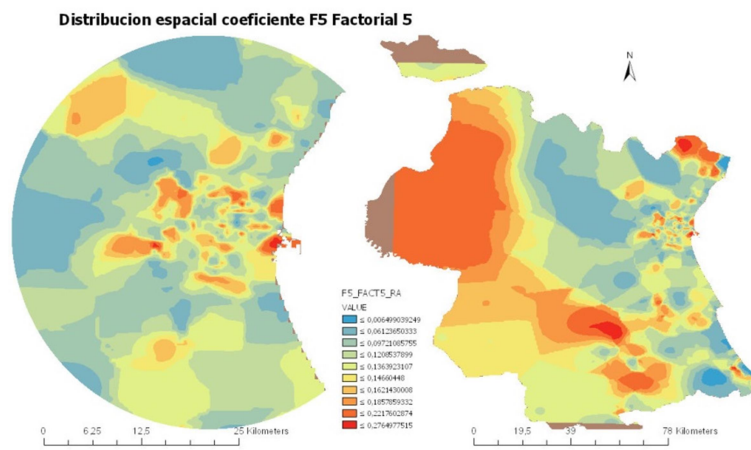 Distribucion espacial coeficiente F5 Factorial 5
N
F5_FACT5_RA
VALUE
≤ 0,006499039249
≤ 0,06123650333
≤ 0,09721085755
≤ 0,1208537899
≤ 0,1363923107
≤ 0,14660448
≤ 0,1621430008
≤ 0,1857859332
≤ 0,2217602874
≤ 0,2764977515
0 6,25 12,5 25 Kilometers
0 19,5 39 78 Kilometers